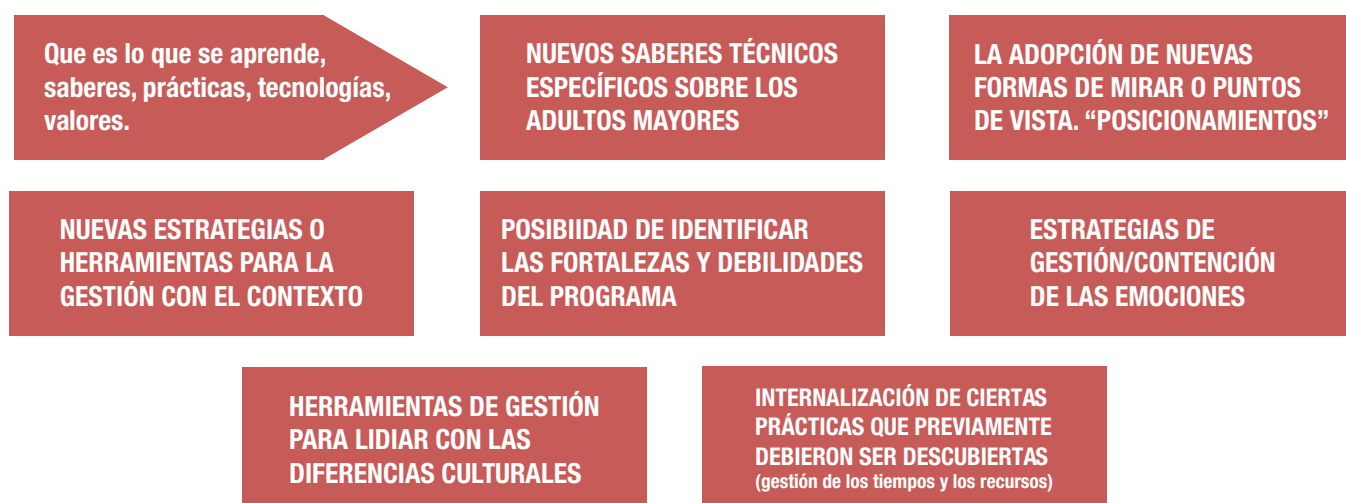 Que es lo que se aprende,
saberes, prácticas, tecnologías,
valores.
NUEVOS SABERES TÉCNICOS
ESPECÍFICOS SOBRE LOS
ADULTOS MAYORES
LA ADOPCIÓN DE NUEVAS
FORMAS DE MIRAR O PUNTOS
DE VISTA. “POSICIONAMIENTOS”
NUEVAS ESTRATEGIAS O
HERRAMIENTAS PARA LA
GESTIÓN CON EL CONTEXTO
POSIBIIDAD DE IDENTIFICAR
LAS FORTALEZAS Y DEBILIDADES
DEL PROGRAMA
ESTRATEGIAS DE
GESTIÓN/CONTENCIÓN
DE LAS EMOCIONES
HERRAMIENTAS DE GESTIÓN
PARA LIDIAR CON LAS
DIFERENCIAS CULTURALES
INTERNALIZACIÓN DE CIERTAS
PRÁCTICAS QUE PREVIAMENTE
DEBIERON SER DESCUBIERTAS
(gestión de los tiempos y los recursos)